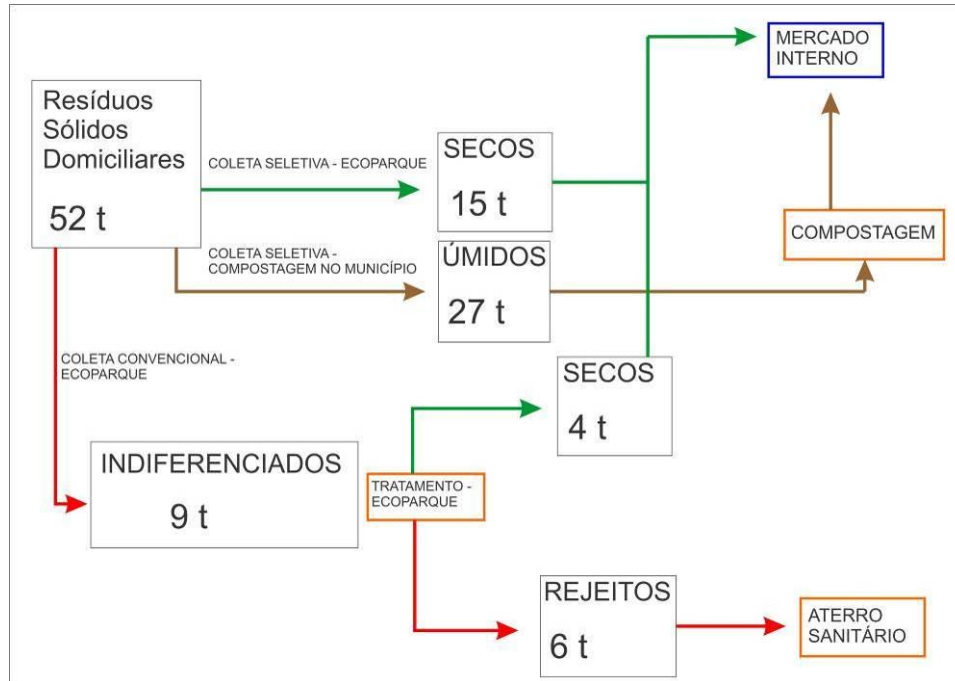 MERCADO
INTERNO
Resíduos
Sólidos
Domiciliares
52 t
COLETA SELETIVA - ECOPARQUE
SECOS
15 t
COLETA SELETIVA -
COMPOSTAGEM NO MUNICÍPIO
ÚMIDOS
27 t
COMPOSTAGEM
COLETA CONVENCIONAL -
ECOPARQUE
SECOS
4 t
INDIFERENCIADOS
9 t
TRATAMENTO -
ECOPARQUE
REJEITOS
6 t
ATERRO
SANITÁRIO